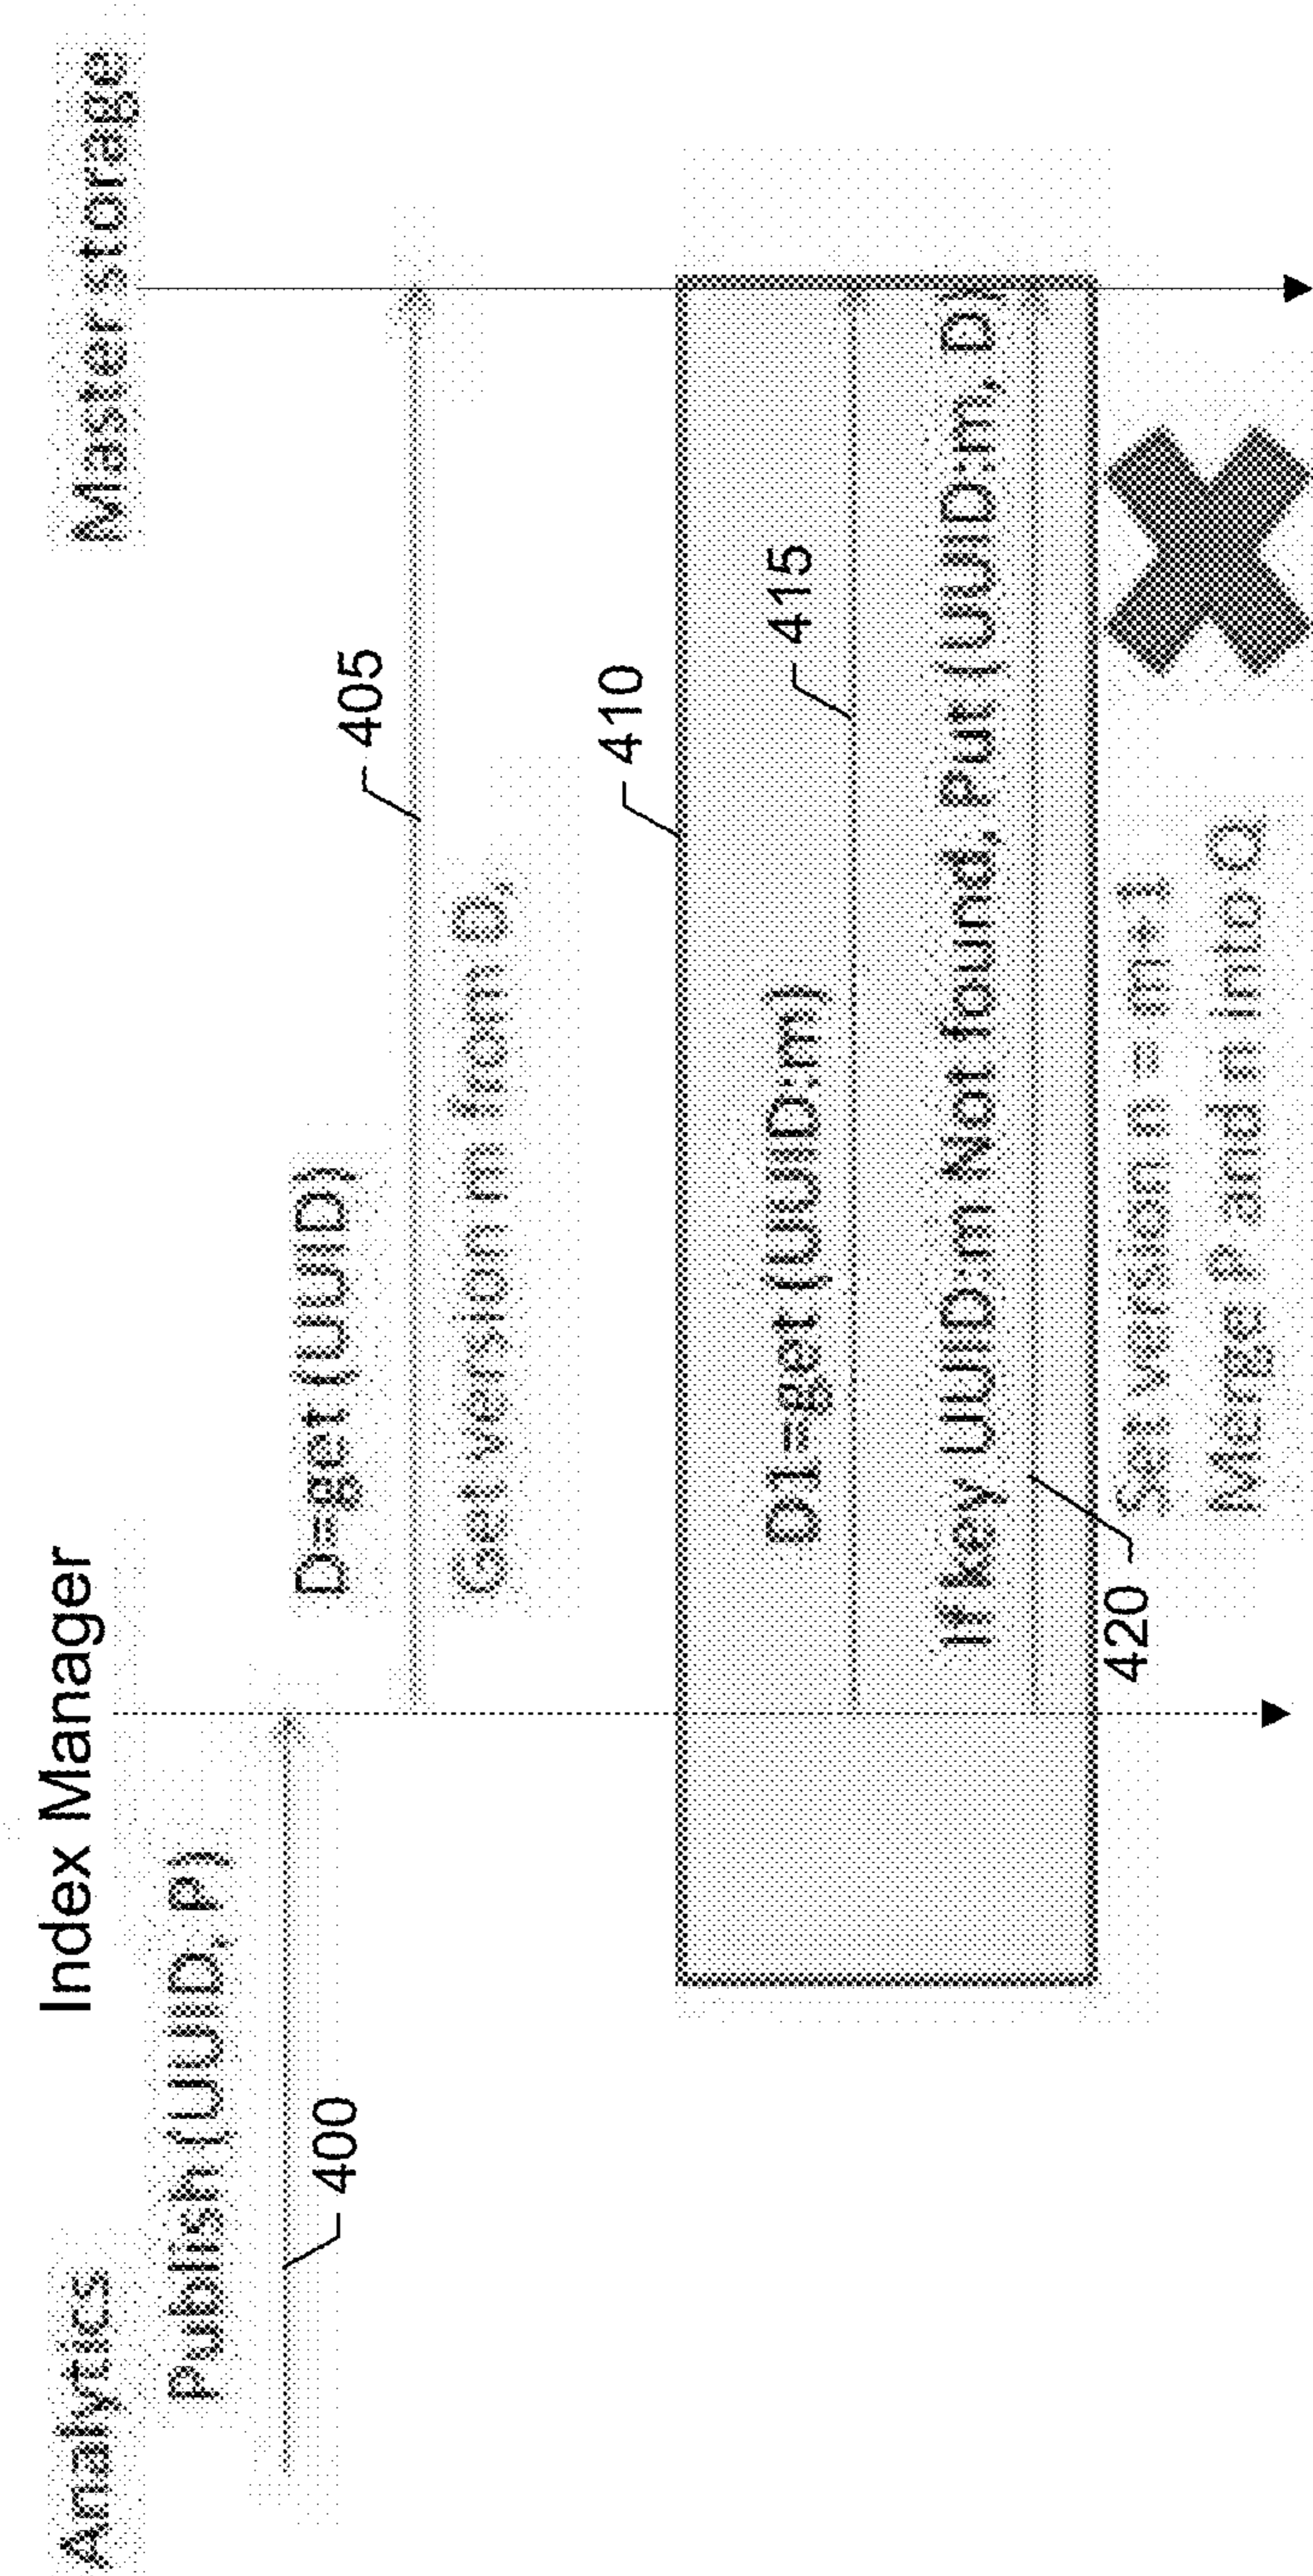 Analytics
Index Manager
Master storage
Publish (UUID, P)
400
D=get (UUID)
405
Get version m from D,
410
D1=get (UUID:m)
415
If key UUID:m Not found, Put (UUID:m, D)
420
Set version n = m+1
Merge P and n into Q